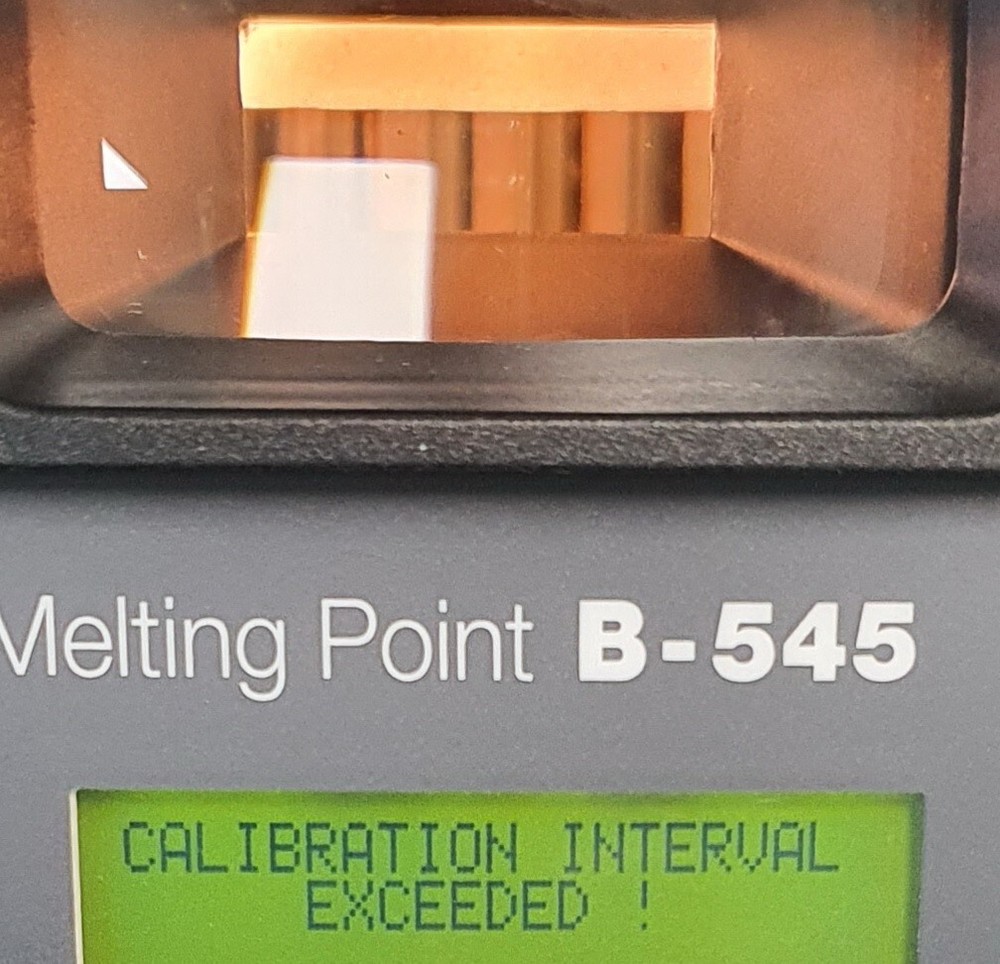 Melting Point B-545
CALIBRATION INTERVAL
EXCEEDED !